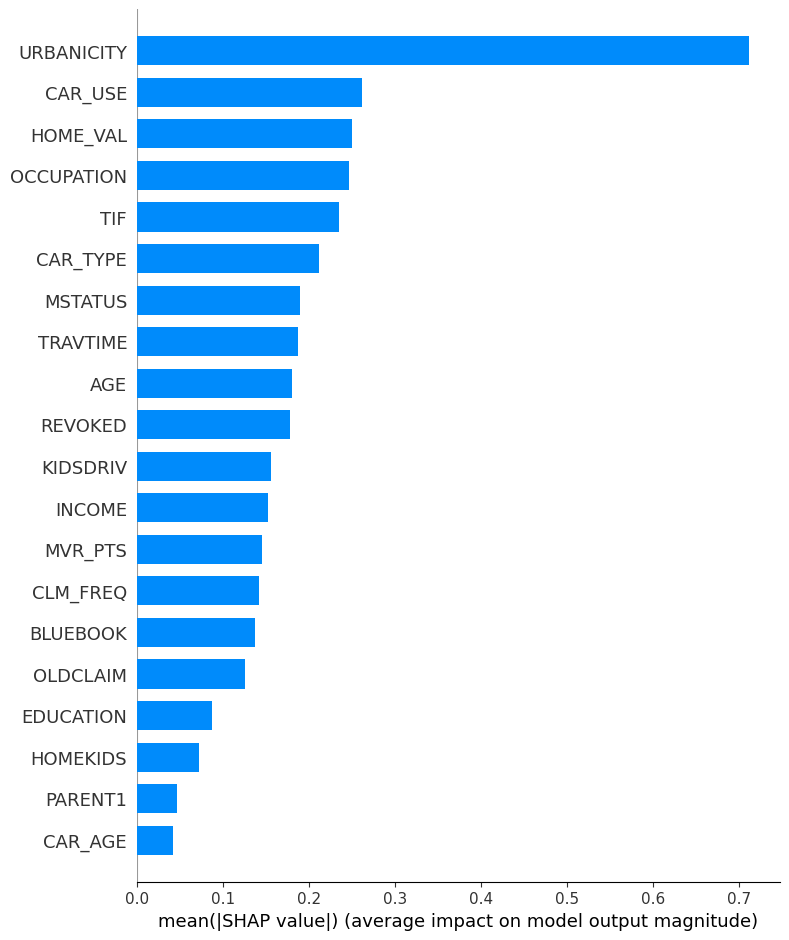 URBANICITY
CAR_USE
HOME_VAL
OCCUPATION
TIF
CAR_TYPE
MSTATUS
TRAVTIME
AGE
REVOKED
KIDSDRIV
INCOME
MVR_PTS
CLM_FREQ
BLUEBOOK
OLDCLAIM
EDUCATION
HOMEKIDS
PARENT1
CAR_AGE
0.0 0.1 0.2 0.3 0.4 0.5 0.6 0.7
mean(|SHAP value|) (average impact on model output magnitude)